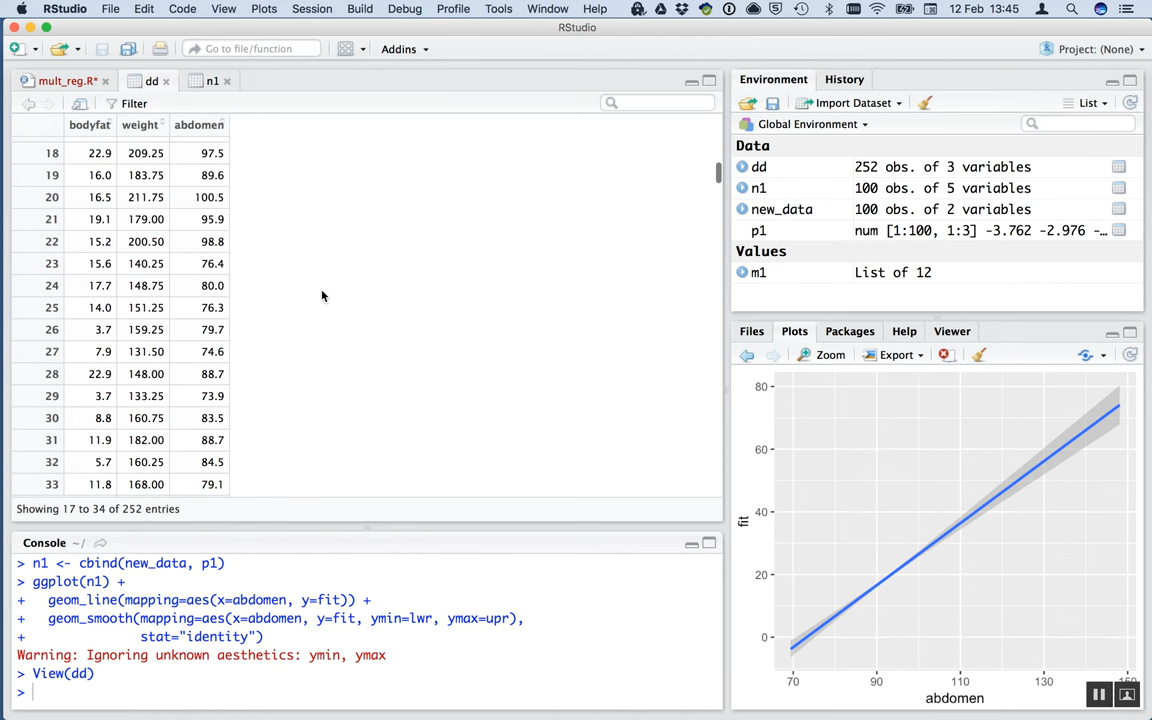 RStudio File Edit Code View Plots Session Build Debug Profile Tools Window Help 12 Feb 13:45
RStudio
Go to file/function Addins Project: (None)
mult_reg.R* dd n1
Filter
bodyfat weight abdomen
18 22.9 209.25 97.5
19 16.0 183.75 89.6
20 16.5 211.75 100.5
21 19.1 179.00 95.9
22 15.2 200.50 98.8
23 15.6 140.25 76.4
24 17.7 148.75 80.0
25 14.0 151.25 76.3
26 3.7 159.25 79.7
27 7.9 131.50 74.6
28 22.9 148.00 88.7
29 3.7 133.25 73.9
30 8.8 160.75 83.5
31 11.9 182.00 88.7
32 5.7 160.25 84.5
33 11.8 168.00 79.1
Showing 17 to 34 of 252 entries
Console ~/
> n1 <- cbind(new_data, p1)
> ggplot(n1) +
+ geom_line(mapping=aes(x=abdomen, y=fit)) +
+ geom_smooth(mapping=aes(x=abdomen, y=fit, ymin=lwr, ymax=upr),
+ stat="identity")
Warning: Ignoring unknown aesthetics: ymin, ymax
> View(dd)
>
Environment History
Import Dataset List
Global Environment
Data
dd 252 obs. of 3 variables
n1 100 obs. of 5 variables
new_data 100 obs. of 2 variables
p1 num [1:100, 1:3] -3.762 -2.976 -…
Values
m1 List of 12
Files Plots Packages Help Viewer
Zoom Export
80
60
40
20
0
fit
70 90 110 130
abdomen